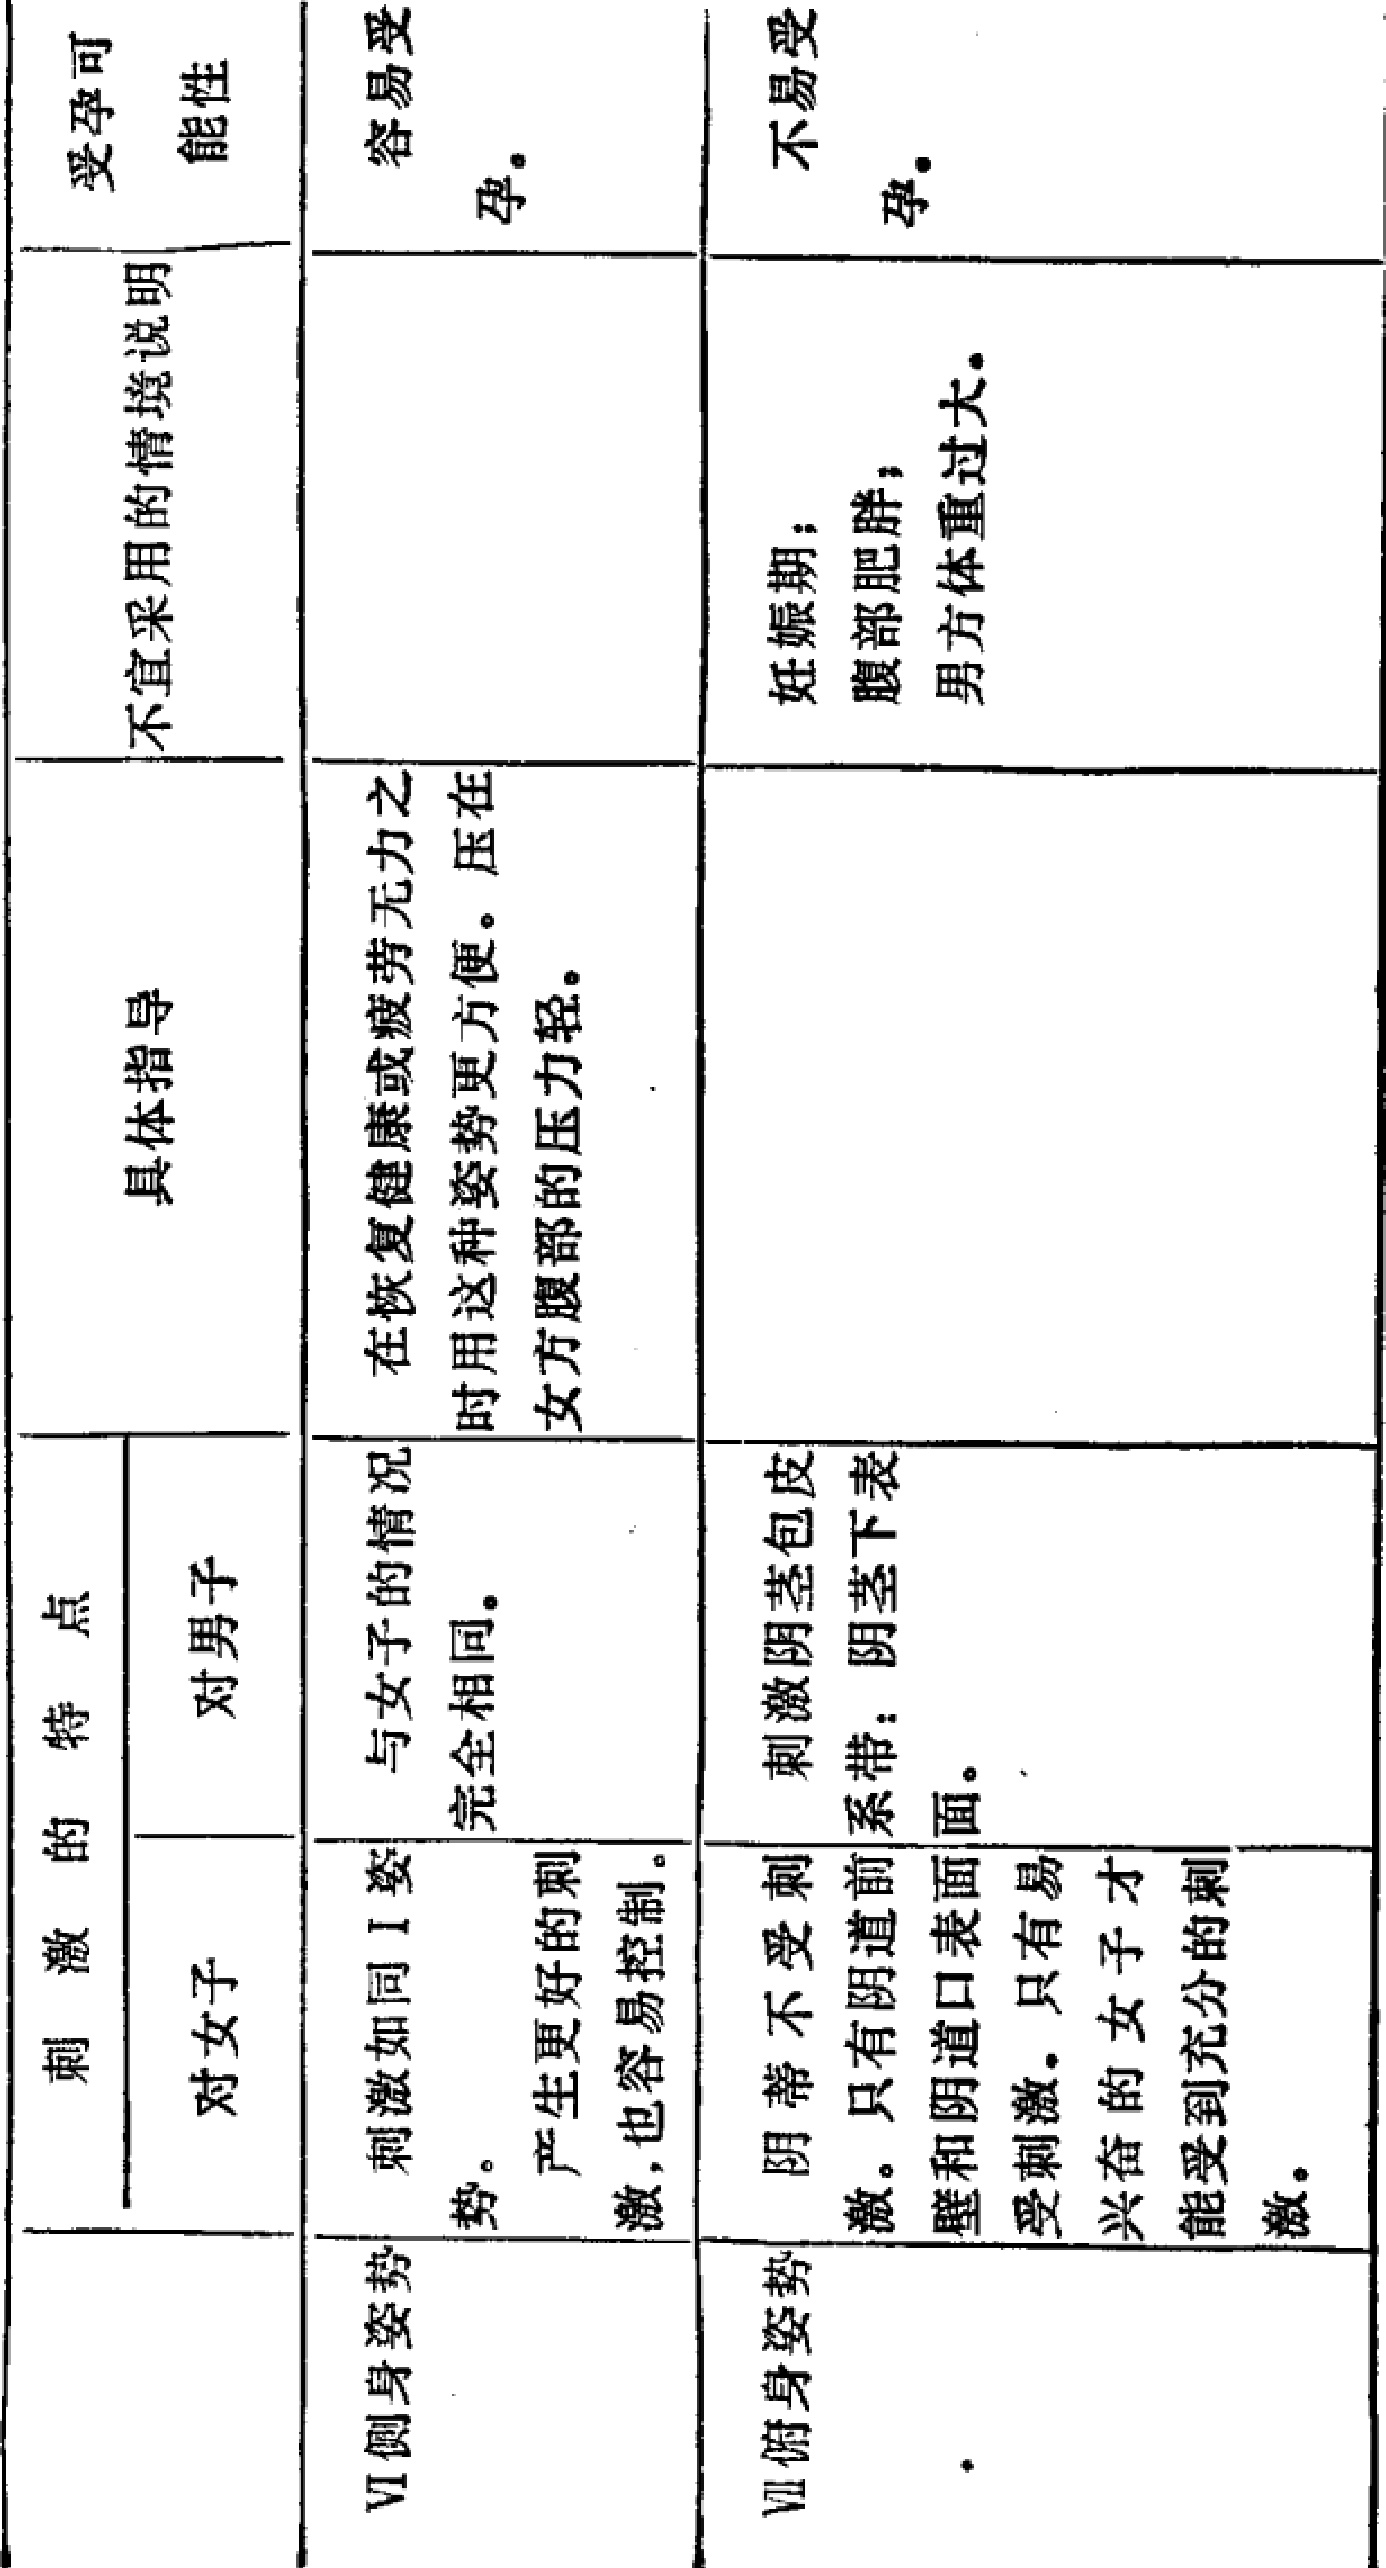 刺激的特点
具体指导
不宜采用的情境说明
受孕可
能性
对女子
对男子
VI侧身姿势
刺激如同I姿
势。
产生更好的刺
激,也容易控制。
与女子的情况
完全相同。
在恢复健康或疲劳无力之
时用这种姿势更方便。压在
女方腹部的压力轻。
容易受
孕。
VII俯身姿势
阴蒂不受刺
激。只有阴道前
壁和阴道口表面
受刺激。只有易
兴奋的女子才
能受到充分的刺
激。
刺激阴茎包皮
系带:阴茎下表
面。
妊娠期;
腹部肥胖;
男方体重过大。
不易受
孕。